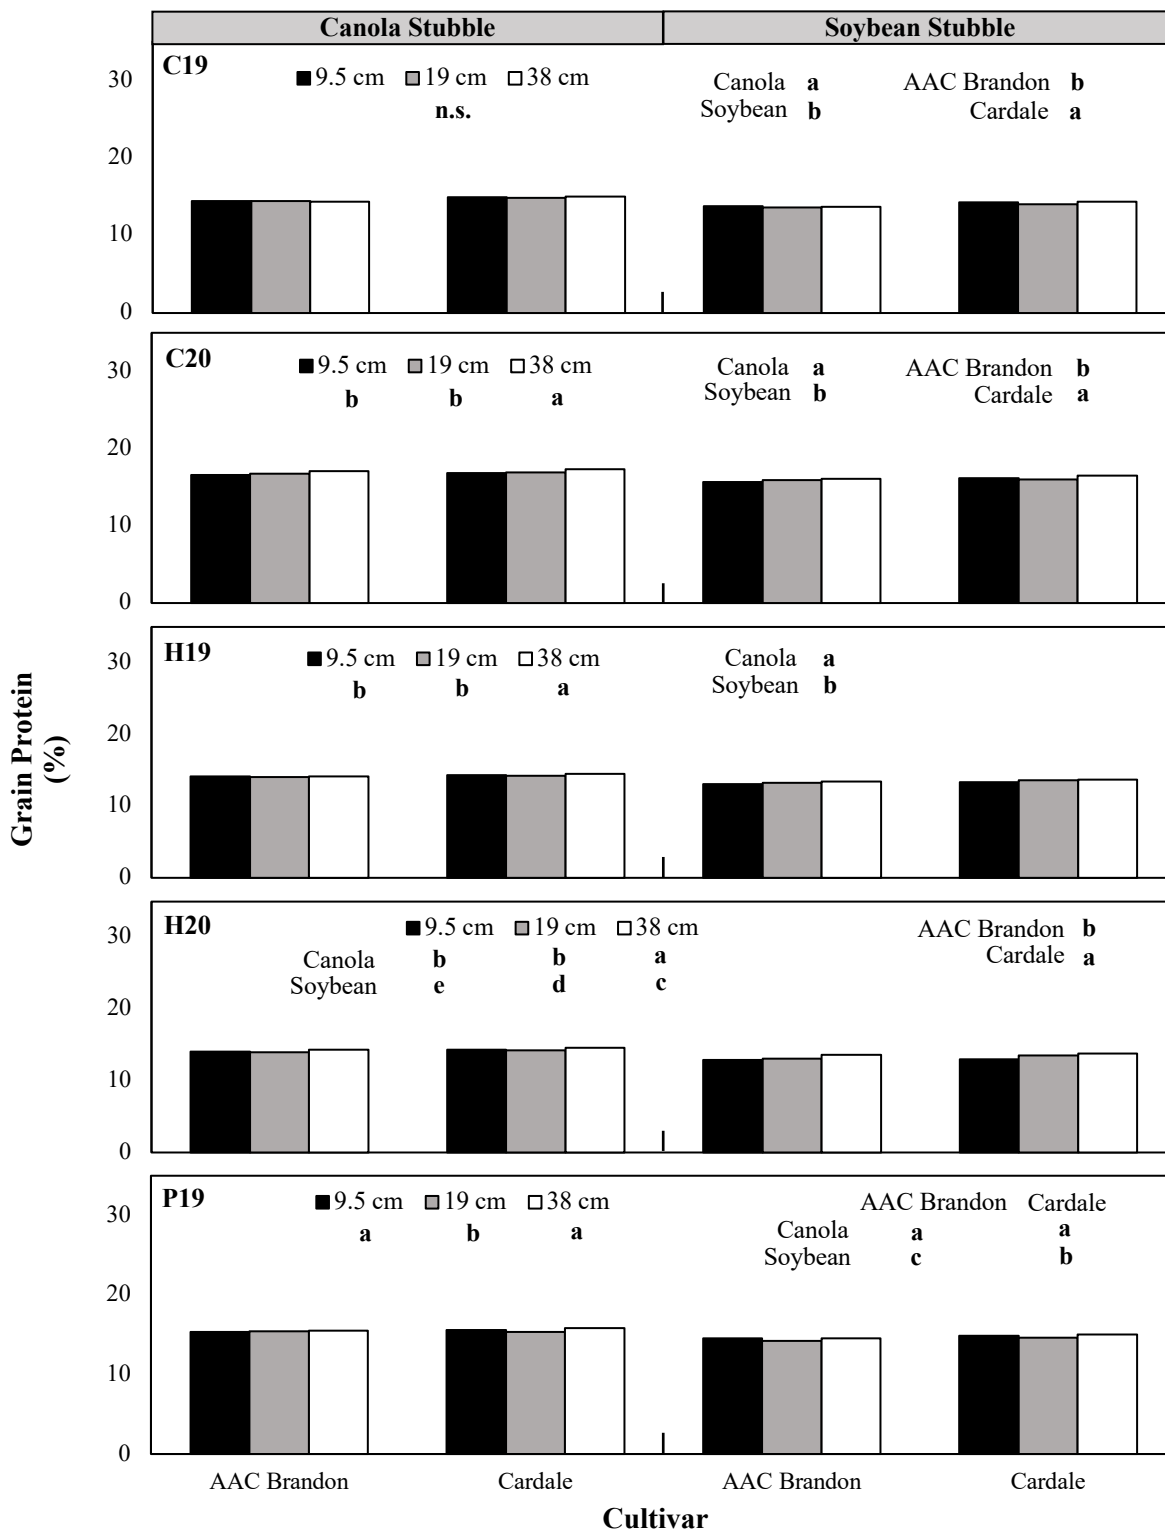 Canola Stubble Soybean Stubble
C19
9.5 cm 19 cm 38 cm
n.s.
Canola a
Soybean b
AAC Brandon b
Cardale a
30
20
10
0
C20
9.5 cm 19 cm 38 cm
b b a
Canola a
Soybean b
AAC Brandon b
Cardale a
30
20
10
0
H19
9.5 cm 19 cm 38 cm
b b a
Canola a
Soybean b
30
20
10
0
H20
9.5 cm 19 cm 38 cm
Canola b b a
Soybean e d c
AAC Brandon b
Cardale a
30
20
10
0
P19
9.5 cm 19 cm 38 cm
a b a
AAC Brandon Cardale
Canola a a
Soybean c b
30
20
10
0
Grain Protein
(%)
AAC Brandon Cardale AAC Brandon Cardale
Cultivar